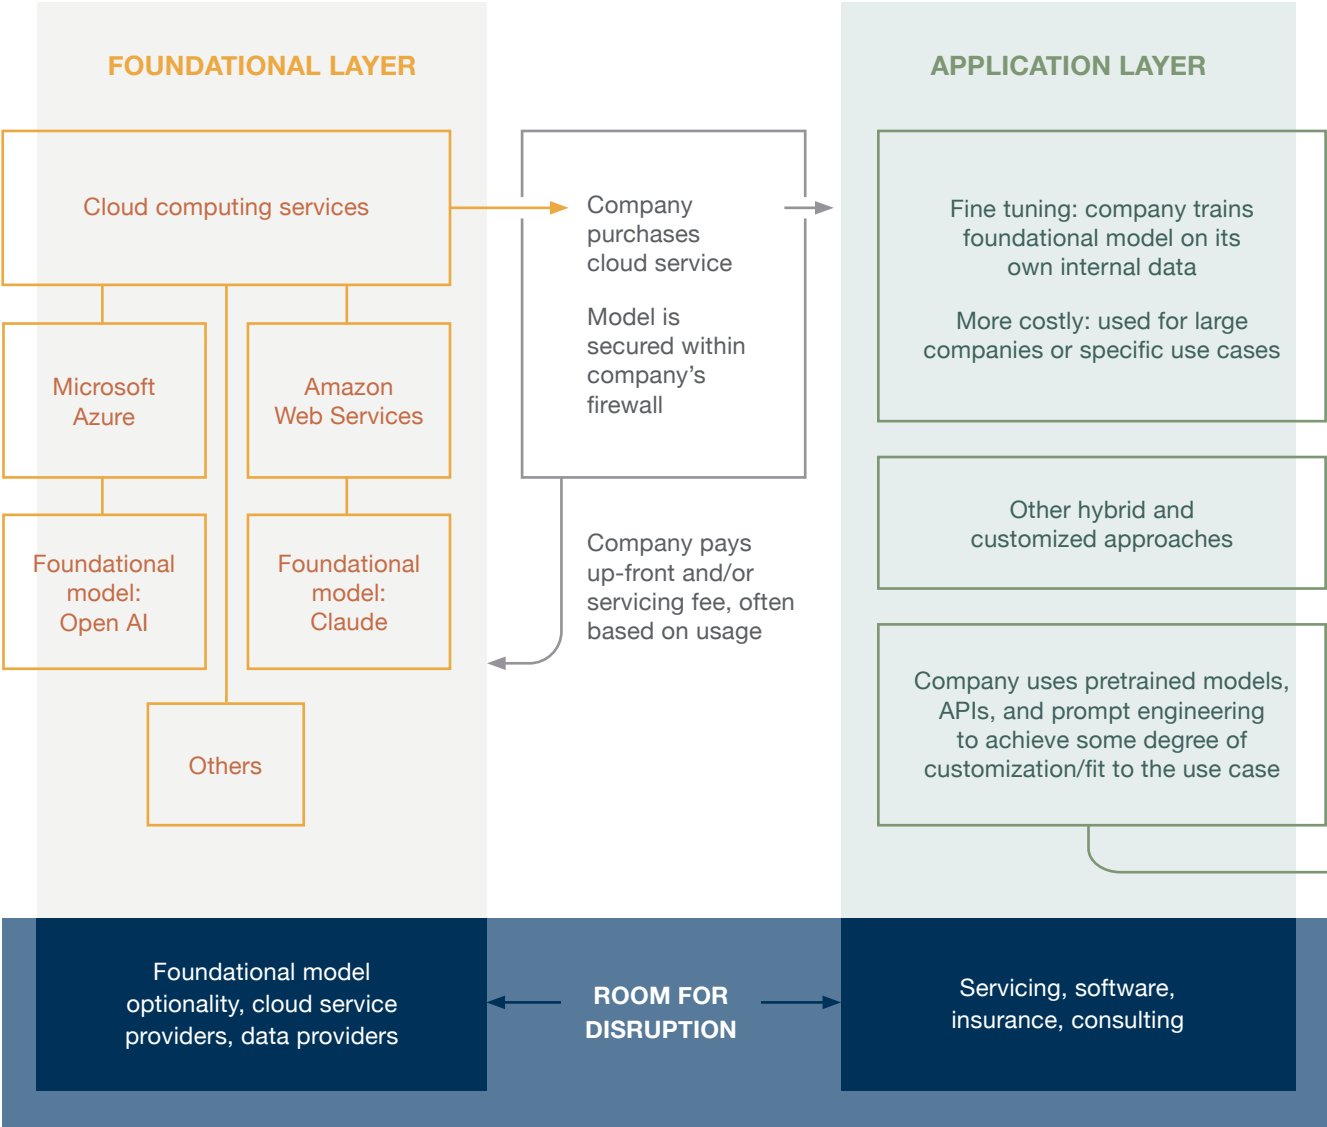 FOUNDATIONAL LAYER
Cloud computing services
Microsoft
Azure
Amazon
Web Services
Foundational
model:
Open AI
Foundational
model:
Claude
Others
Company
purchases
cloud service
Model is
secured within
company’s
firewall
Company pays
up-front and/or
servicing fee, often
based on usage
APPLICATION LAYER
Fine tuning: company trains
foundational model on its
own internal data
More costly: used for large
companies or specific use cases
Other hybrid and
customized approaches
Company uses pretrained models,
APIs, and prompt engineering
to achieve some degree of
customization/fit to the use case
Foundational model
optionality, cloud service
providers, data providers
ROOM FOR
DISRUPTION
Servicing, software,
insurance, consulting